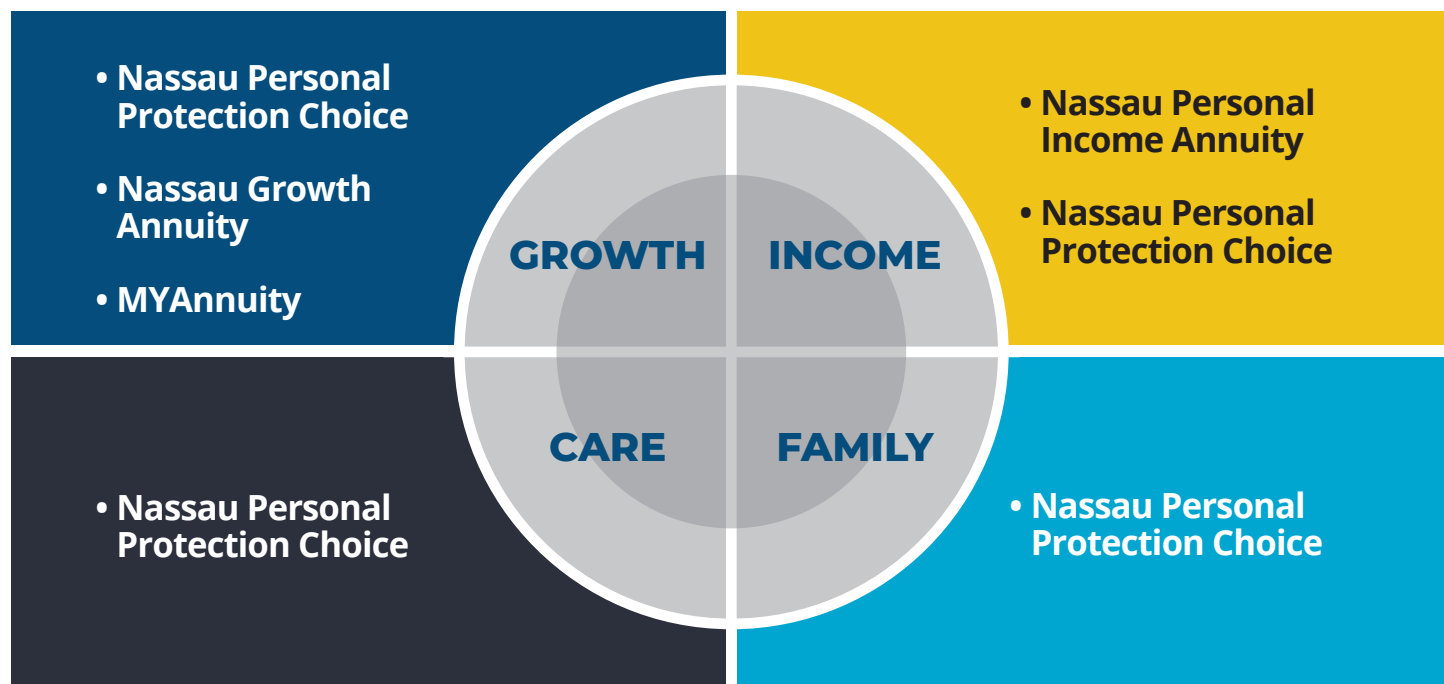 • Nassau Personal
Protection Choice
• Nassau Growth
Annuity
• MYAnnuity
GROWTH
INCOME
• Nassau Personal
Income Annuity
• Nassau Personal
Protection Choice
• Nassau Personal
Protection Choice
CARE
FAMILY
• Nassau Personal
Protection Choice